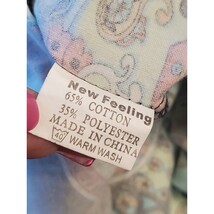 New Feeling
65% COTTON
35% POLYESTER
MADE IN CHINA
40 WARM WASH